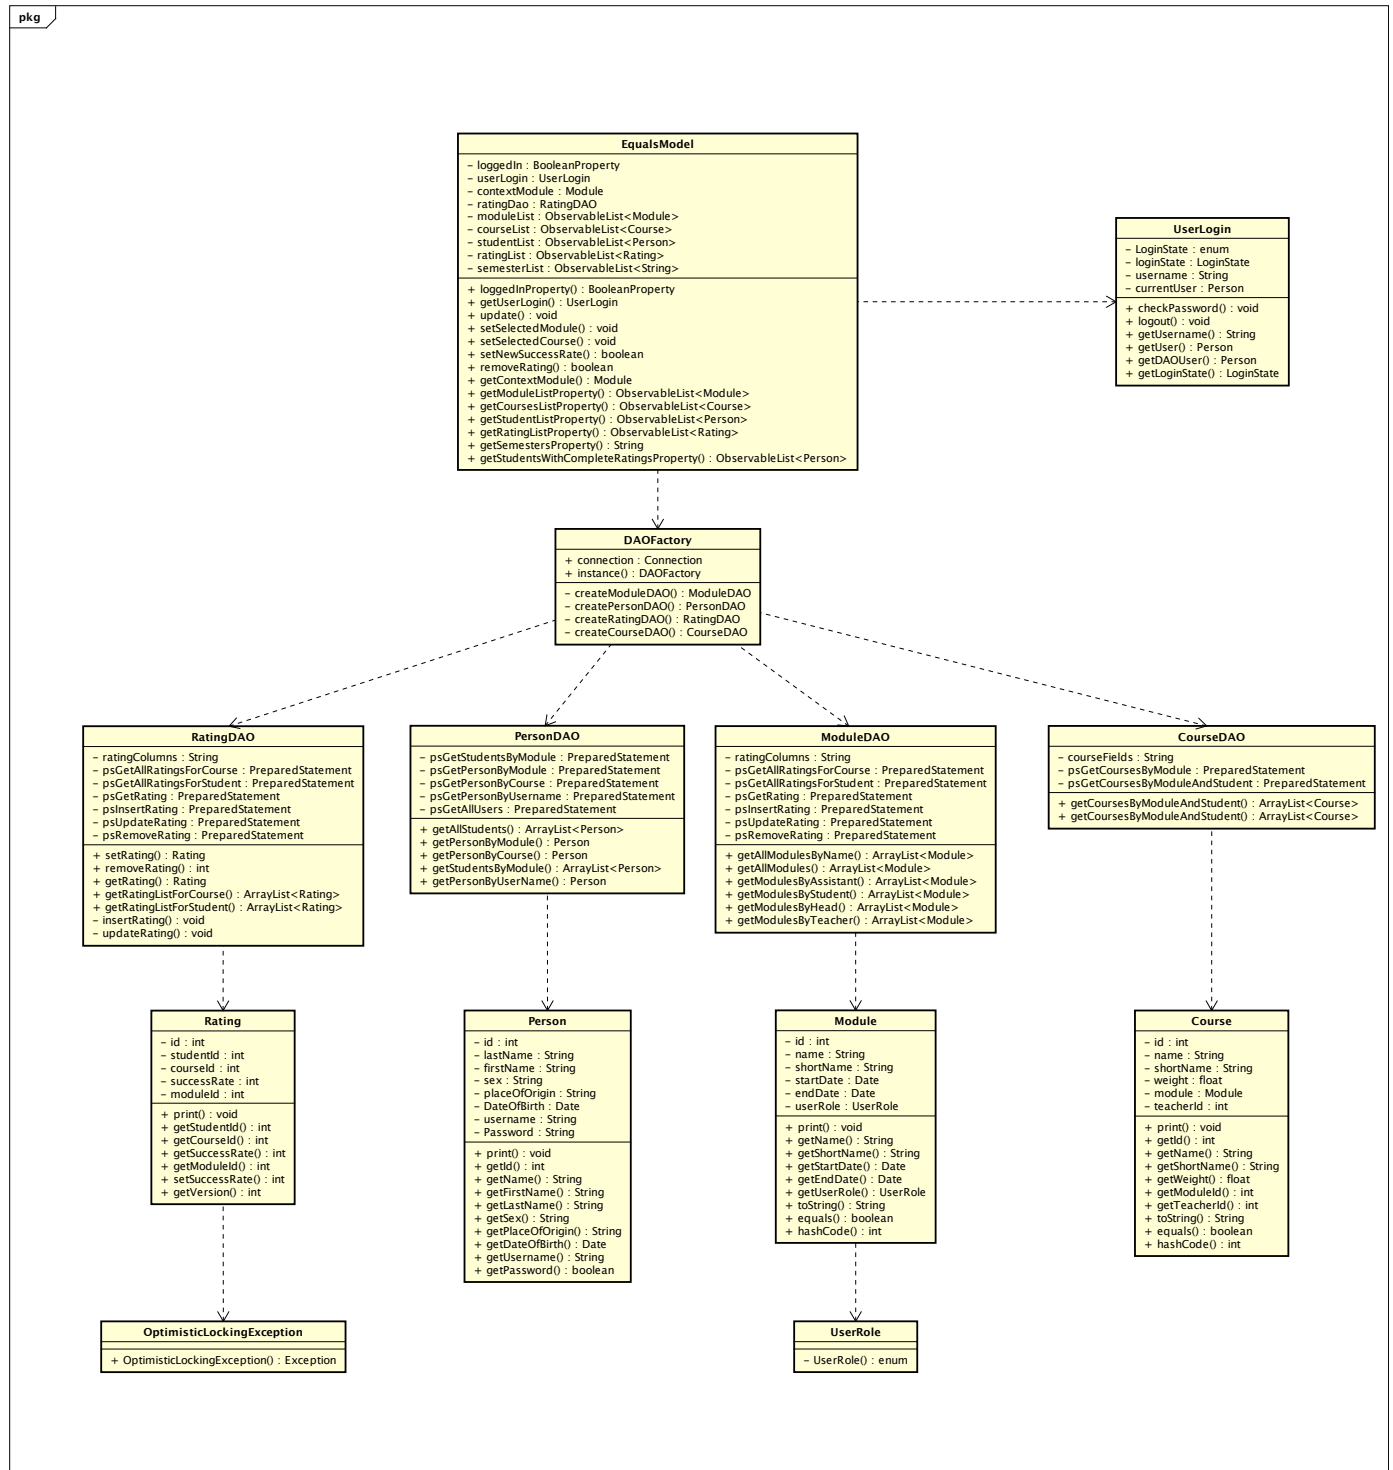 pkg
EqualsModel
– loggedIn : BooleanProperty
– userLogin : UserLogin
– contextModule : Module
– ratingDao : RatingDAO
– moduleList : ObservableList<Module>
– courseList : ObservableList<Course>
– studentList : ObservableList<Person>
– ratingList : ObservableList<Rating>
– semesterList : ObservableList<String>
+ loggedInProperty() : BooleanProperty
+ getUserLogin() : UserLogin
+ update() : void
+ setSelectedModule() : void
+ setSelectedCourse() : void
+ setNewSuccessRate() : boolean
+ removeRating() : boolean
+ getContextModule() : Module
+ getModuleListProperty() : ObservableList<Module>
+ getCoursesListProperty() : ObservableList<Course>
+ getStudentListProperty() : ObservableList<Person>
+ getRatingListProperty() : ObservableList<Rating>
+ getSemestersProperty() : String
+ getStudentsWithCompleteRatingsProperty() : ObservableList<Person>
UserLogin
– LoginState : enum
– loginState : LoginState
– username : String
– currentUser : Person
+ checkPassword() : void
+ logout() : void
+ getUsername() : String
+ getUser() : Person
+ getDAOUser() : Person
+ getLoginState() : LoginState
DAOFactory
+ connection : Connection
+ instance() : DAOFactory
– createModuleDAO() : ModuleDAO
– createPersonDAO() : PersonDAO
– createRatingDAO() : RatingDAO
– createCourseDAO() : CourseDAO
RatingDAO
– ratingColumns : String
– psGetAllRatingsForCourse : PreparedStatement
– psGetAllRatingsForStudent : PreparedStatement
– psGetRating : PreparedStatement
– psInsertRating : PreparedStatement
– psUpdateRating : PreparedStatement
– psRemoveRating : PreparedStatement
+ setRating() : Rating
+ removeRating() : int
+ getRating() : Rating
+ getRatingListForCourse() : ArrayList<Rating>
+ getRatingListForStudent() : ArrayList<Rating>
– insertRating() : void
– updateRating() : void
PersonDAO
– psGetStudentsByModule : PreparedStatement
– psGetPersonByModule : PreparedStatement
– psGetPersonByCourse : PreparedStatement
– psGetPersonByUsername : PreparedStatement
– psGetAllUsers : PreparedStatement
+ getAllStudents() : ArrayList<Person>
+ getPersonByModule() : Person
+ getPersonByCourse() : Person
+ getStudentsByModule() : ArrayList<Person>
+ getPersonByUserName() : Person
ModuleDAO
– ratingColumns : String
– psGetAllRatingsForCourse : PreparedStatement
– psGetAllRatingsForStudent : PreparedStatement
– psGetRating : PreparedStatement
– psInsertRating : PreparedStatement
– psUpdateRating : PreparedStatement
– psRemoveRating : PreparedStatement
+ getAllModulesByName() : ArrayList<Module>
+ getAllModules() : ArrayList<Module>
+ getModulesByAssistant() : ArrayList<Module>
+ getModulesByStudent() : ArrayList<Module>
+ getModulesByHead() : ArrayList<Module>
+ getModulesByTeacher() : ArrayList<Module>
CourseDAO
– courseFields : String
– psGetCoursesByModule : PreparedStatement
– psGetCoursesByModuleAndStudent : PreparedStatement
+ getCoursesByModuleAndStudent() : ArrayList<Course>
+ getCoursesByModuleAndStudent() : ArrayList<Course>
Rating
– id : int
– studentId : int
– courseId : int
– successRate : int
– moduleId : int
+ print() : void
+ getStudentId() : int
+ getCourseId() : int
+ getSuccessRate() : int
+ getModuleId() : int
+ setSuccessRate() : int
+ getVersion() : int
Person
– id : int
– lastName : String
– firstName : String
– sex : String
– placeOfOrigin : String
– DateOfBirth : Date
– username : String
– Password : String
+ print() : void
+ getId() : int
+ getName() : String
+ getFirstName() : String
+ getLastName() : String
+ getSex() : String
+ getPlaceOfOrigin() : String
+ getDateOfBirth() : Date
+ getUsername() : String
+ getPassword() : boolean
Module
– id : int
– name : String
– shortName : String
– startDate : Date
– endDate : Date
– userRole : UserRole
+ print() : void
+ getName() : String
+ getShortName() : String
+ getStartDate() : Date
+ getEndDate() : Date
+ getUserRole() : UserRole
+ toString() : String
+ equals() : boolean
+ hashCode() : int
Course
– id : int
– name : String
– shortName : String
– weight : float
– module : Module
– teacherId : int
+ print() : void
+ getId() : int
+ getName() : String
+ getShortName() : String
+ getWeight() : float
+ getModuleId() : int
+ getTeacherId() : int
+ toString() : String
+ equals() : boolean
+ hashCode() : int
OptimisticLockingException
+ OptimisticLockingException() : Exception
UserRole
– UserRole() : enum